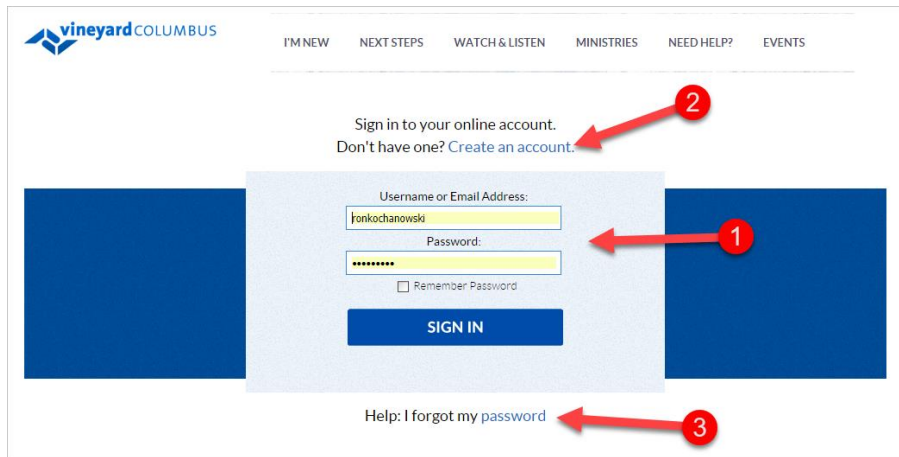 vineyard COLUMBUS
I'M NEW NEXT STEPS WATCH & LISTEN MINISTRIES NEED HELP? EVENTS
2
Sign in to your online account.
Don't have one? Create an account.
Username or Email Address:
ronkochanowski
1
Password:
•••••••••
Remember Password
SIGN IN
Help: I forgot my password
3